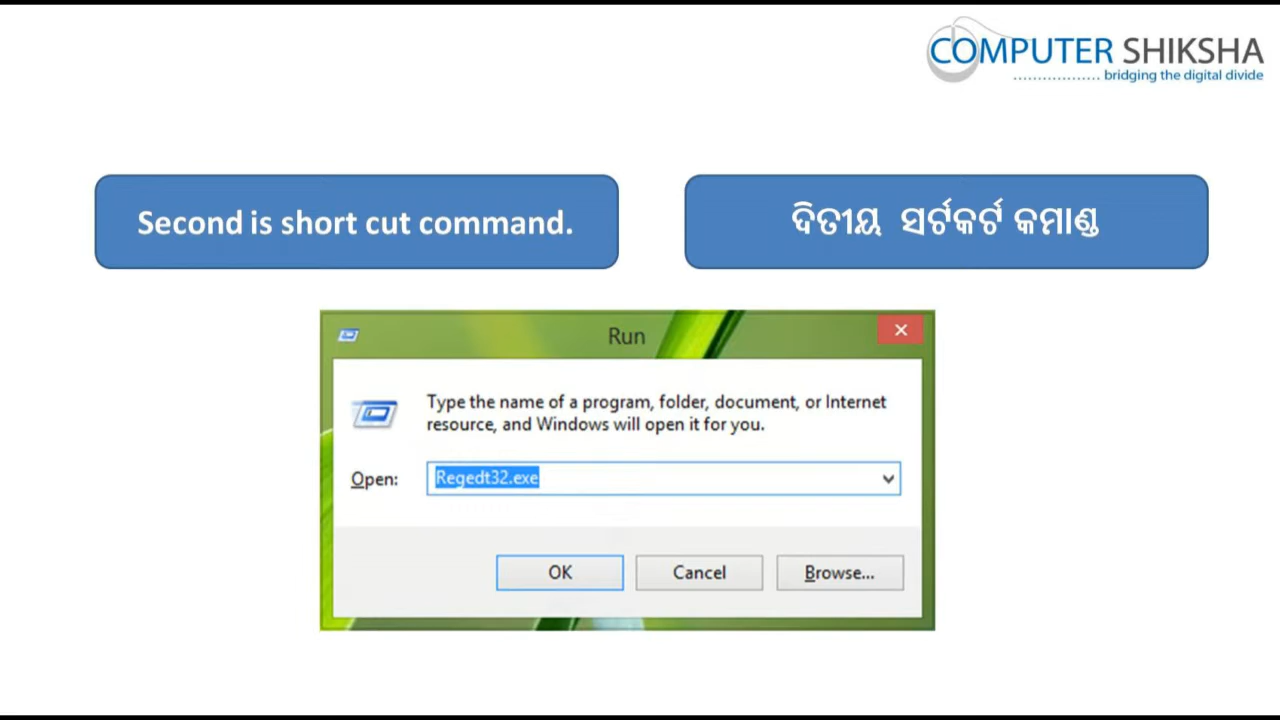 COMPUTER SHIKSHA
bridging the digital divide
Second is short cut command.
ଦିତୀୟ ସର୍ଟକର୍ଟ କମାଣ୍ଡ
Run
Type the name of a program, folder, document, or Internet
resource, and Windows will open it for you.
Open:
Regedt32.exe
OK
Cancel
Browse...